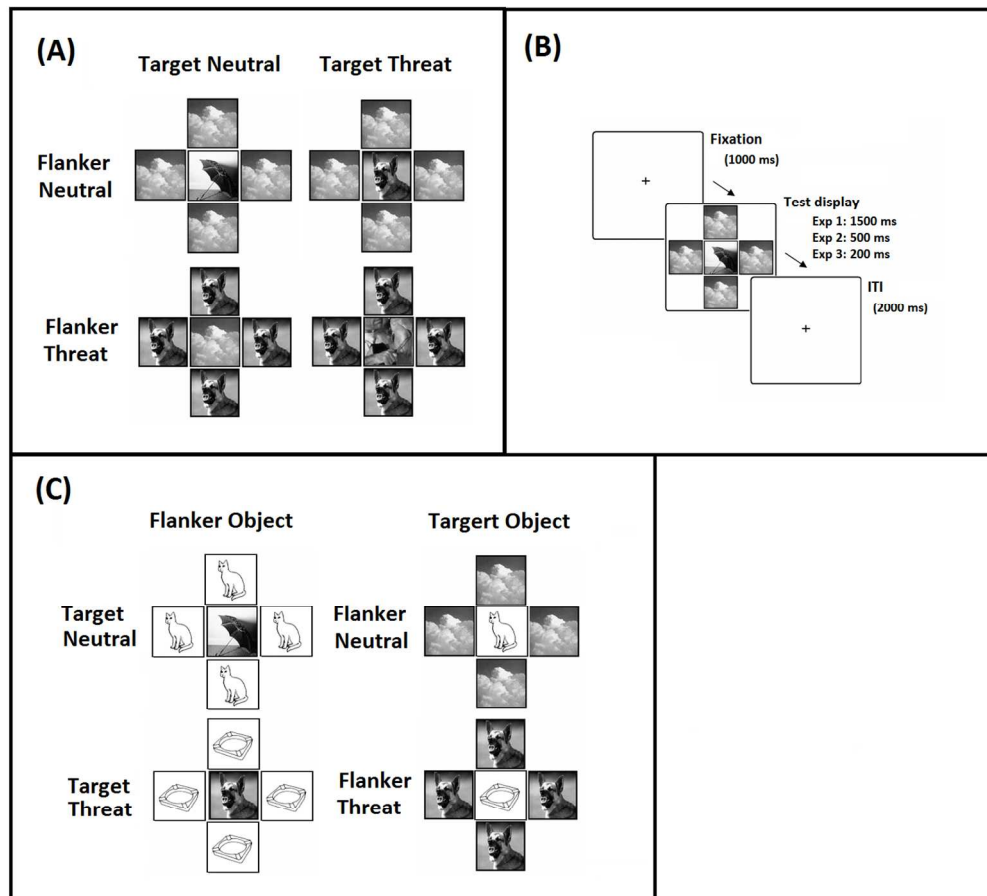 (A)
Target Neutral Target Threat
Flanker
Neutral
Flanker
Threat
(B)
Fixation
(1000 ms)
Test display
Exp 1: 1500 ms
Exp 2: 500 ms
Exp 3: 200 ms
ITI
(2000 ms)
(C)
Flanker Object Targert Object
Target
Neutral
Flanker
Neutral
Target
Threat
Flanker
Threat